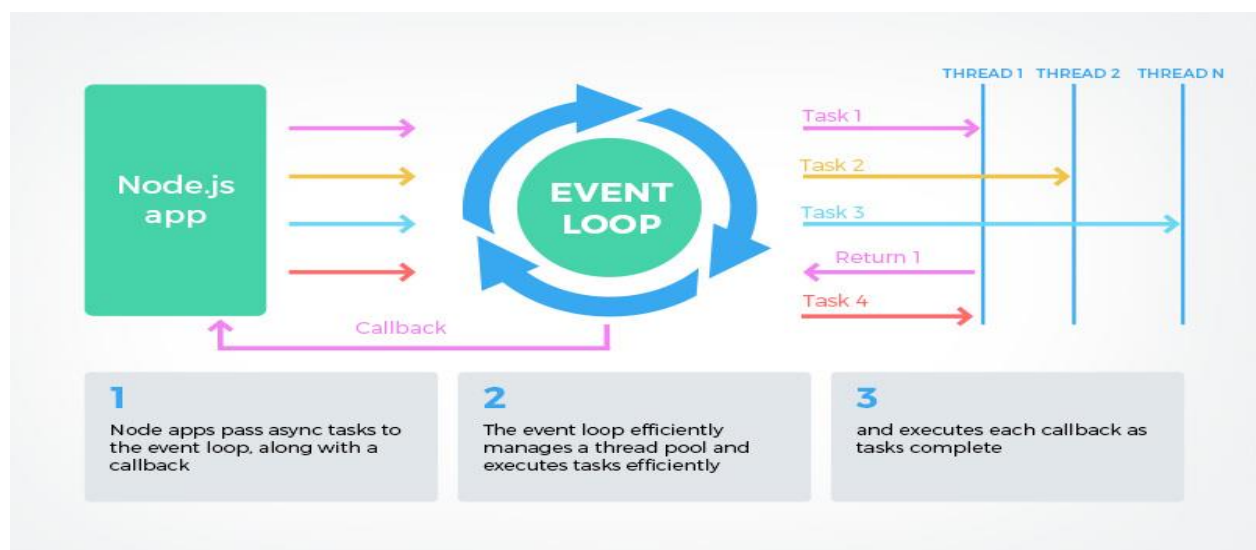 THREAD 1 THREAD 2 THREAD N
Node.js
app
EVENT
LOOP
Task 1
Task 2
Task 3
Return 1
Task 4
Callback
1
Node apps pass async tasks to
the event loop, along with a
callback
2
The event loop efficiently
manages a thread pool and
executes tasks efficiently
3
and executes each callback as
tasks complete